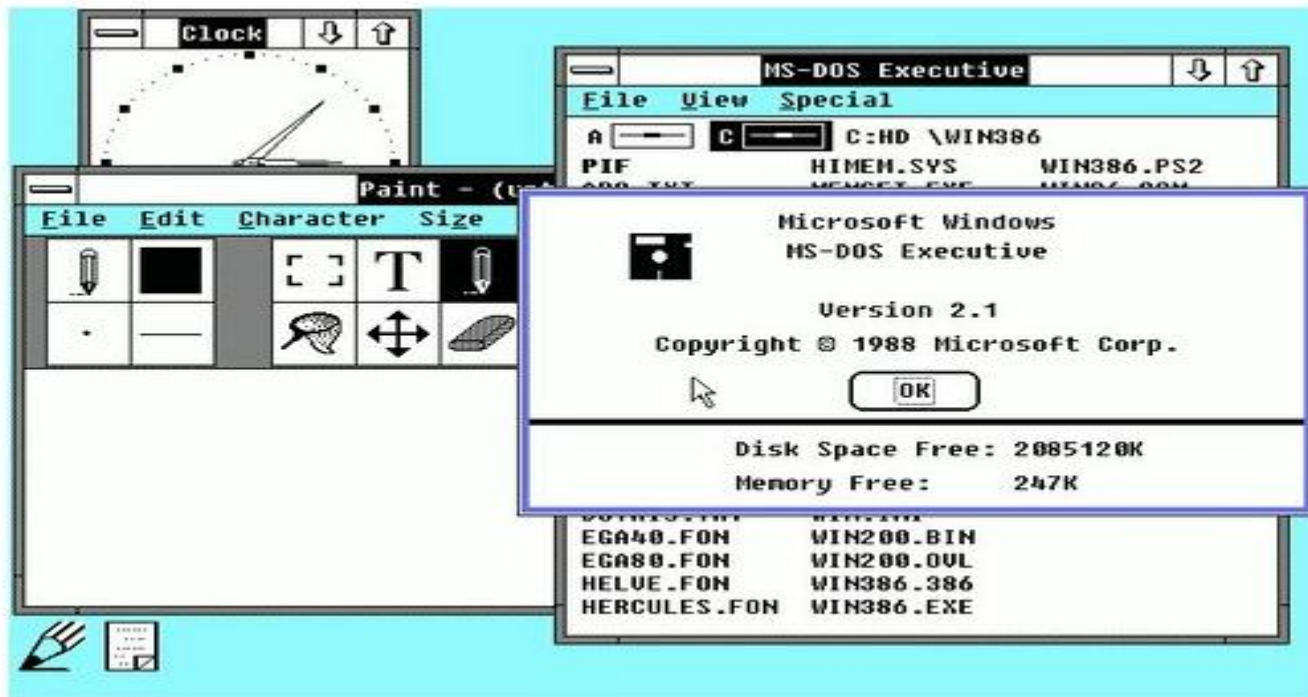 Clock
MS-DOS Executive
File View Special
A C C:HD \WIN386
PIF HIMEM.SYS WIN386.PS2
Paint - (unt
File Edit Character Size
T
Microsoft Windows
MS-DOS Executive
Version 2.1
Copyright © 1988 Microsoft Corp.
OK
Disk Space Free: 2085120K
Memory Free: 247K
EGA40.FON WIN200.BIN
EGA80.FON WIN200.OVL
HELVE.FON WIN386.386
HERCULES.FON WIN386.EXE